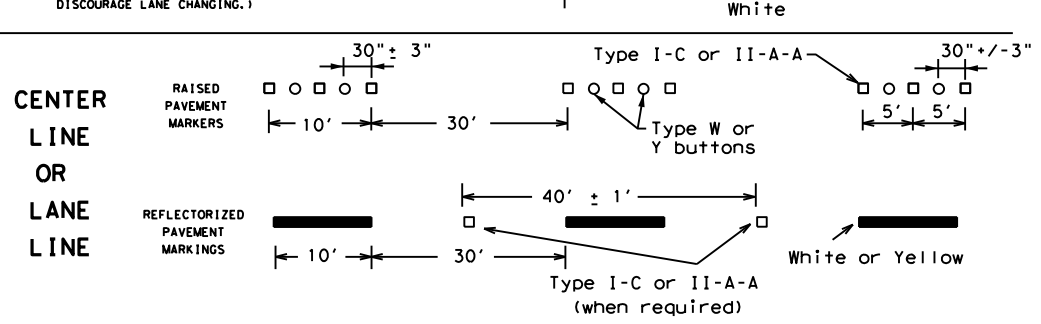 DISCOURAGE LANE CHANGING.)
White
CENTER
LINE
OR
LANE
LINE
RAISED
PAVEMENT
MARKERS
30"± 3"
10'
30'
Type I-C or II-A-A
30"+/-3"
5' 5'
Type W or
Y buttons
REFLECTORIZED
PAVEMENT
MARKINGS
40' ± 1'
10'
30'
Type I-C or II-A-A
(when required)
White or Yellow